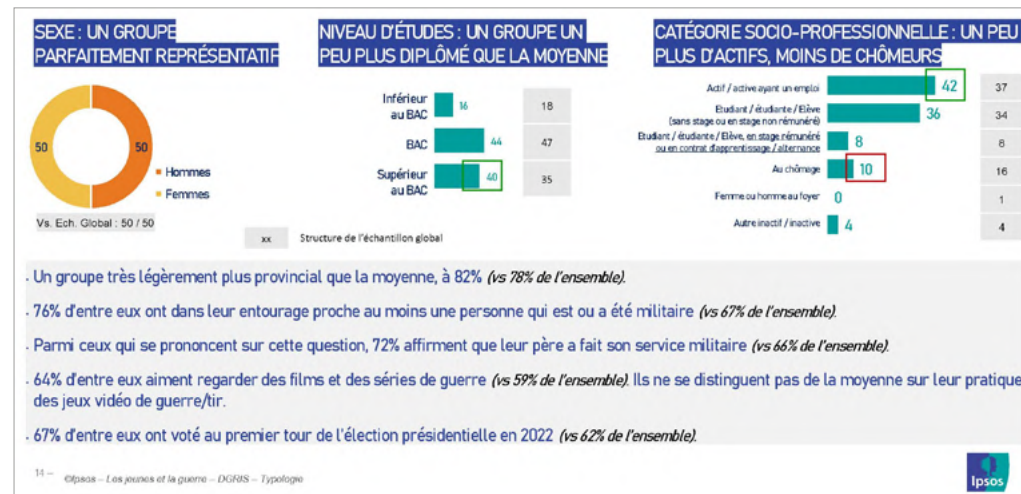 SEXE : UN GROUPE
PARFAITEMENT REPRÉSENTATIF
50
50
Hommes
Femmes
Vs. Ech. Global : 50 / 50
NIVEAU D'ÉTUDES : UN GROUPE UN
PEU PLUS DIPLÔMÉ QUE LA MOYENNE
Inférieur
au BAC
16
18
BAC
44
47
Supérieur
au BAC
40
35
xx Structure de l'échantillon global
CATÉGORIE SOCIO-PROFESSIONNELLE : UN PEU
PLUS D'ACTIFS, MOINS DE CHÔMEURS
Actif / active ayant un emploi 42 37
Etudiant / étudiante / Elève
(sans stage ou en stage non rémunéré) 36 34
Etudiant / étudiante / Elève, en stage rémunéré
ou en contrat d'apprentissage / alternance 8 8
Au chômage 10 16
Femme ou homme au foyer 0 1
Autre inactif / inactive 4 4
. Un groupe très légèrement plus provincial que la moyenne, à 82% (vs 78% de l'ensemble).
. 76% d'entre eux ont dans leur entourage proche au moins une personne qui est ou a été militaire (vs 67% de l'ensemble).
. Parmi ceux qui se prononcent sur cette question, 72% affirment que leur père a fait son service militaire (vs 66% de l'ensemble).
. 64% d'entre eux aiment regarder des films et des séries de guerre (vs 59% de l'ensemble). Ils ne se distinguent pas de la moyenne sur leur pratique
des jeux vidéo de guerre/tir.
. 67% d'entre eux ont voté au premier tour de l'élection présidentielle en 2022 (vs 62% de l'ensemble).
14 – ©Ipsos – Les jeunes et la guerre – DGRIS – Typologie
Ipsos